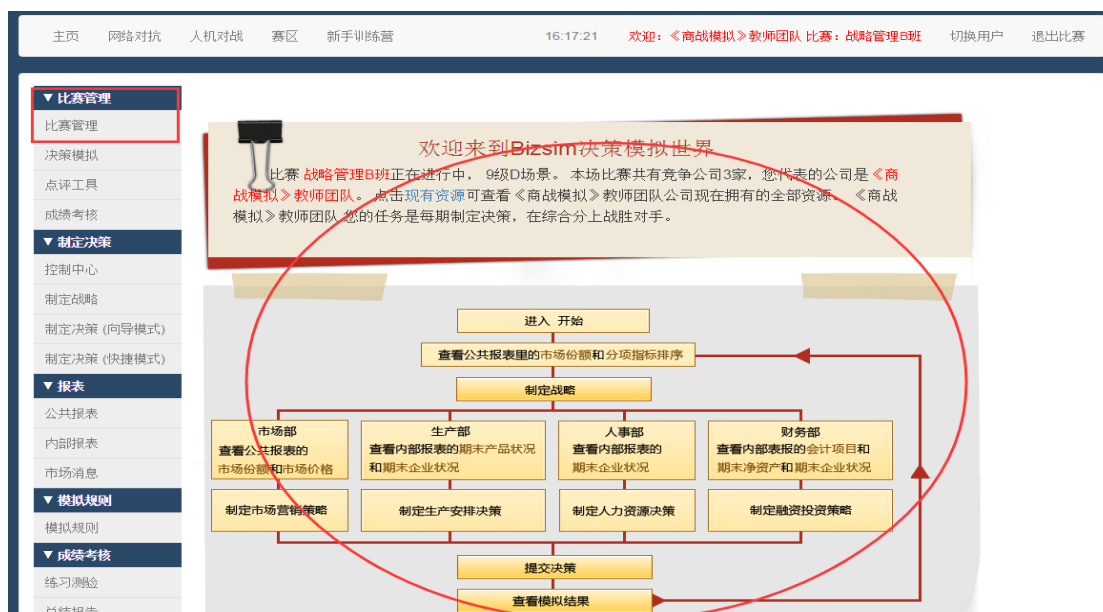 主页 网络对抗 人机对战 赛区 新手训练营 16:17:21 欢迎：《商战模拟》教师团队 比赛：战略管理B班 切换用户 退出比赛
▼ 比赛管理
比赛管理
决策模拟
点评工具
成绩考核
▼ 制定决策
控制中心
制定战略
制定决策 (向导模式)
制定决策 (快捷模式)
▼ 报表
公共报表
内部报表
市场消息
▼ 模拟规则
模拟规则
▼ 成绩考核
练习测验
总结报告
欢迎来到Bizsim决策模拟世界
比赛 战略管理B班正在进行中， 9级D场景。 本场比赛共有竞争公司3家，您代表的公司是《商
战模拟》教师团队。点击现有资源可查看《商战模拟》教师团队公司现在拥有的全部资源。 《商战
模拟》教师团队 您的任务是每期制定决策，在综合分上战胜对手。
进入 开始
查看公共报表里的市场份额和分项指标排序
制定战略
市场部
查看公共报表的
市场份额和市场价格
生产部
查看内部报表的期末产品状况
和期末企业状况
人事部
查看内部报表的
期末企业状况
财务部
查看内部表报的会计项目和
期末净资产和期末企业状况
制定市场营销策略
制定生产安排决策
制定人力资源决策
制定融资投资策略
提交决策
查看模拟结果